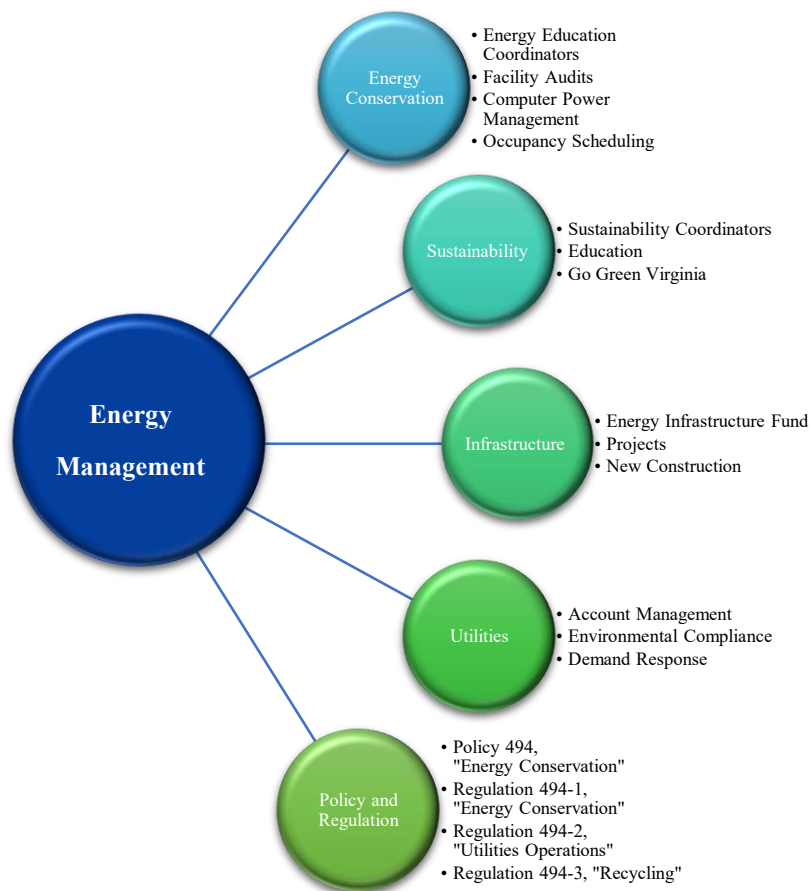 Energy
Conservation
• Energy Education
Coordinators
• Facility Audits
• Computer Power
Management
• Occupancy Scheduling
Sustainability
• Sustainability Coordinators
• Education
• Go Green Virginia
Energy
Management
Infrastructure
• Energy Infrastructure Fund
• Projects
• New Construction
Utilities
• Account Management
• Environmental Compliance
• Demand Response
Policy and
Regulation
• Policy 494,
"Energy Conservation"
• Regulation 494-1,
"Energy Conservation"
• Regulation 494-2,
"Utilities Operations"
• Regulation 494-3, "Recycling"